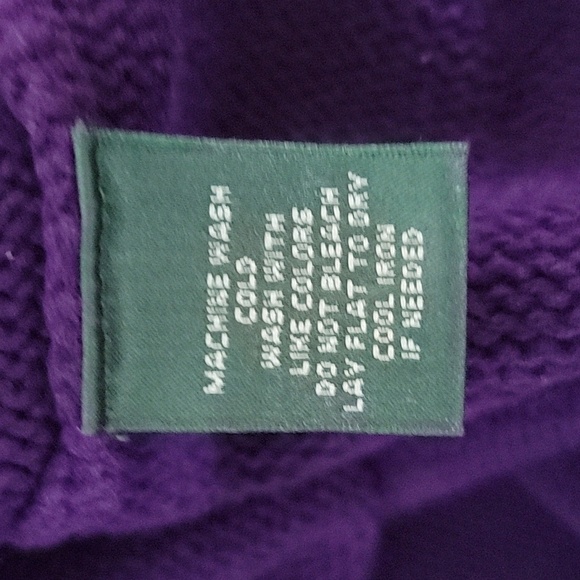 MACHINE WASH
COLD
WASH WITH
LIKE COLORS
DO NOT BLEACH
LAY FLAT TO DRY
COOL IRON
IF NEEDED